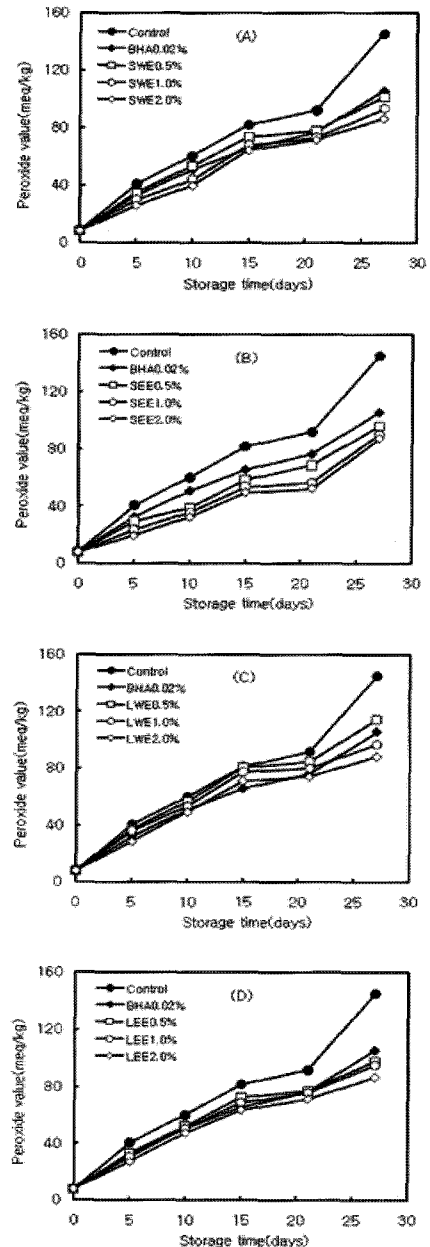 160
120
80
40
0
Peroxide value(meq/kg)
(A)
Control
BHA0.02%
SWE0.5%
SWE1.0%
SWE2.0%
0 5 10 15 20 25 30
Storage time(days)
160
120
80
40
0
Peroxide value(meq/kg)
(B)
Control
BHA0.02%
SEE0.5%
SEE1.0%
SEE2.0%
0 5 10 15 20 25 30
Storage time(days)
160
120
80
40
0
Peroxide value(meq/kg)
(C)
Control
BHA0.02%
LWE0.5%
LWE1.0%
LWE2.0%
0 5 10 15 20 25 30
Storage time(days)
160
120
80
40
0
Peroxide value(meq/kg)
(D)
Control
BHA0.02%
LEE0.5%
LEE1.0%
LEE2.0%
0 5 10 15 20 25 30
Storage time(days)